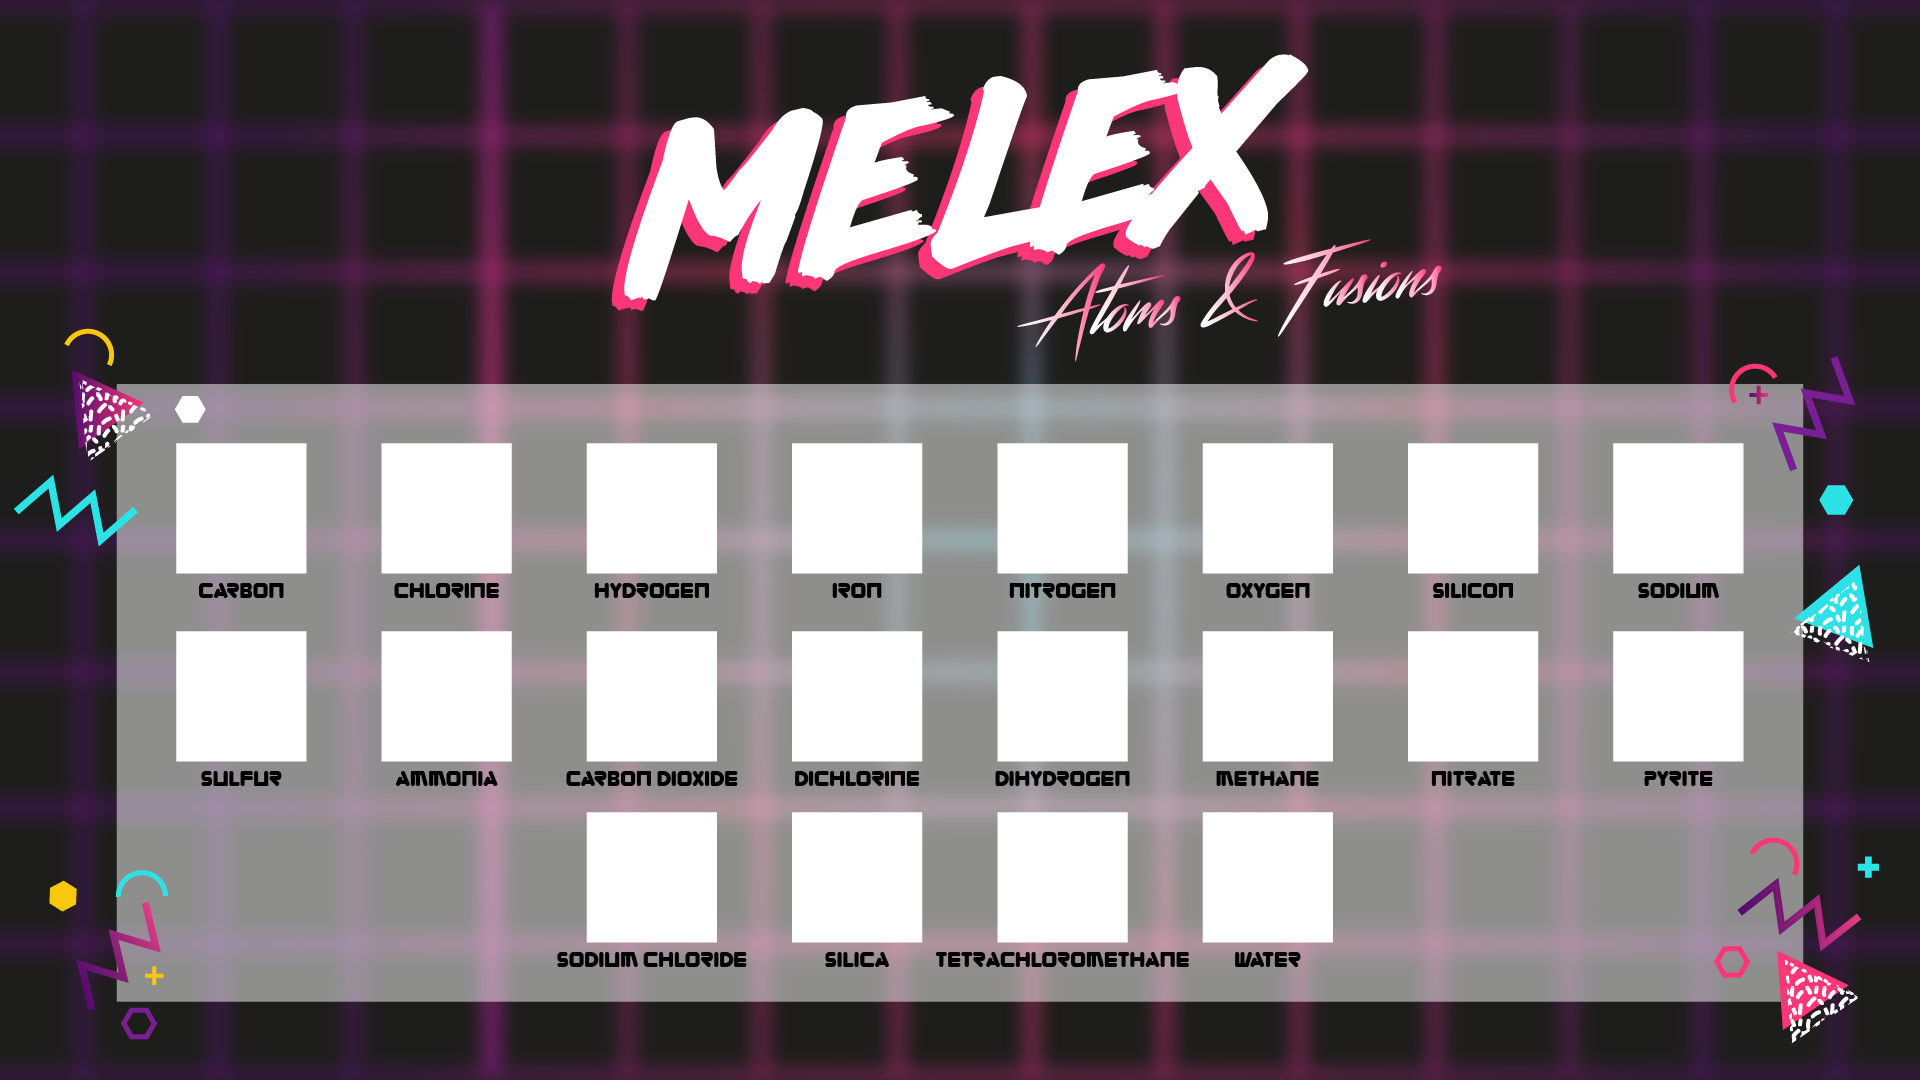 MELEX
Atoms & Fusions
CARBON CHLORINE HYDROGEN IRON NITROGEN OXYGEN SILICON SODIUM
SULFUR AMMONIA CARBON DIOXIDE DICHLORINE DIHYDROGEN METHANE NITRATE PYRITE
SODIUM CHLORIDE SILICA TETRACHLOROMETHANE WATER